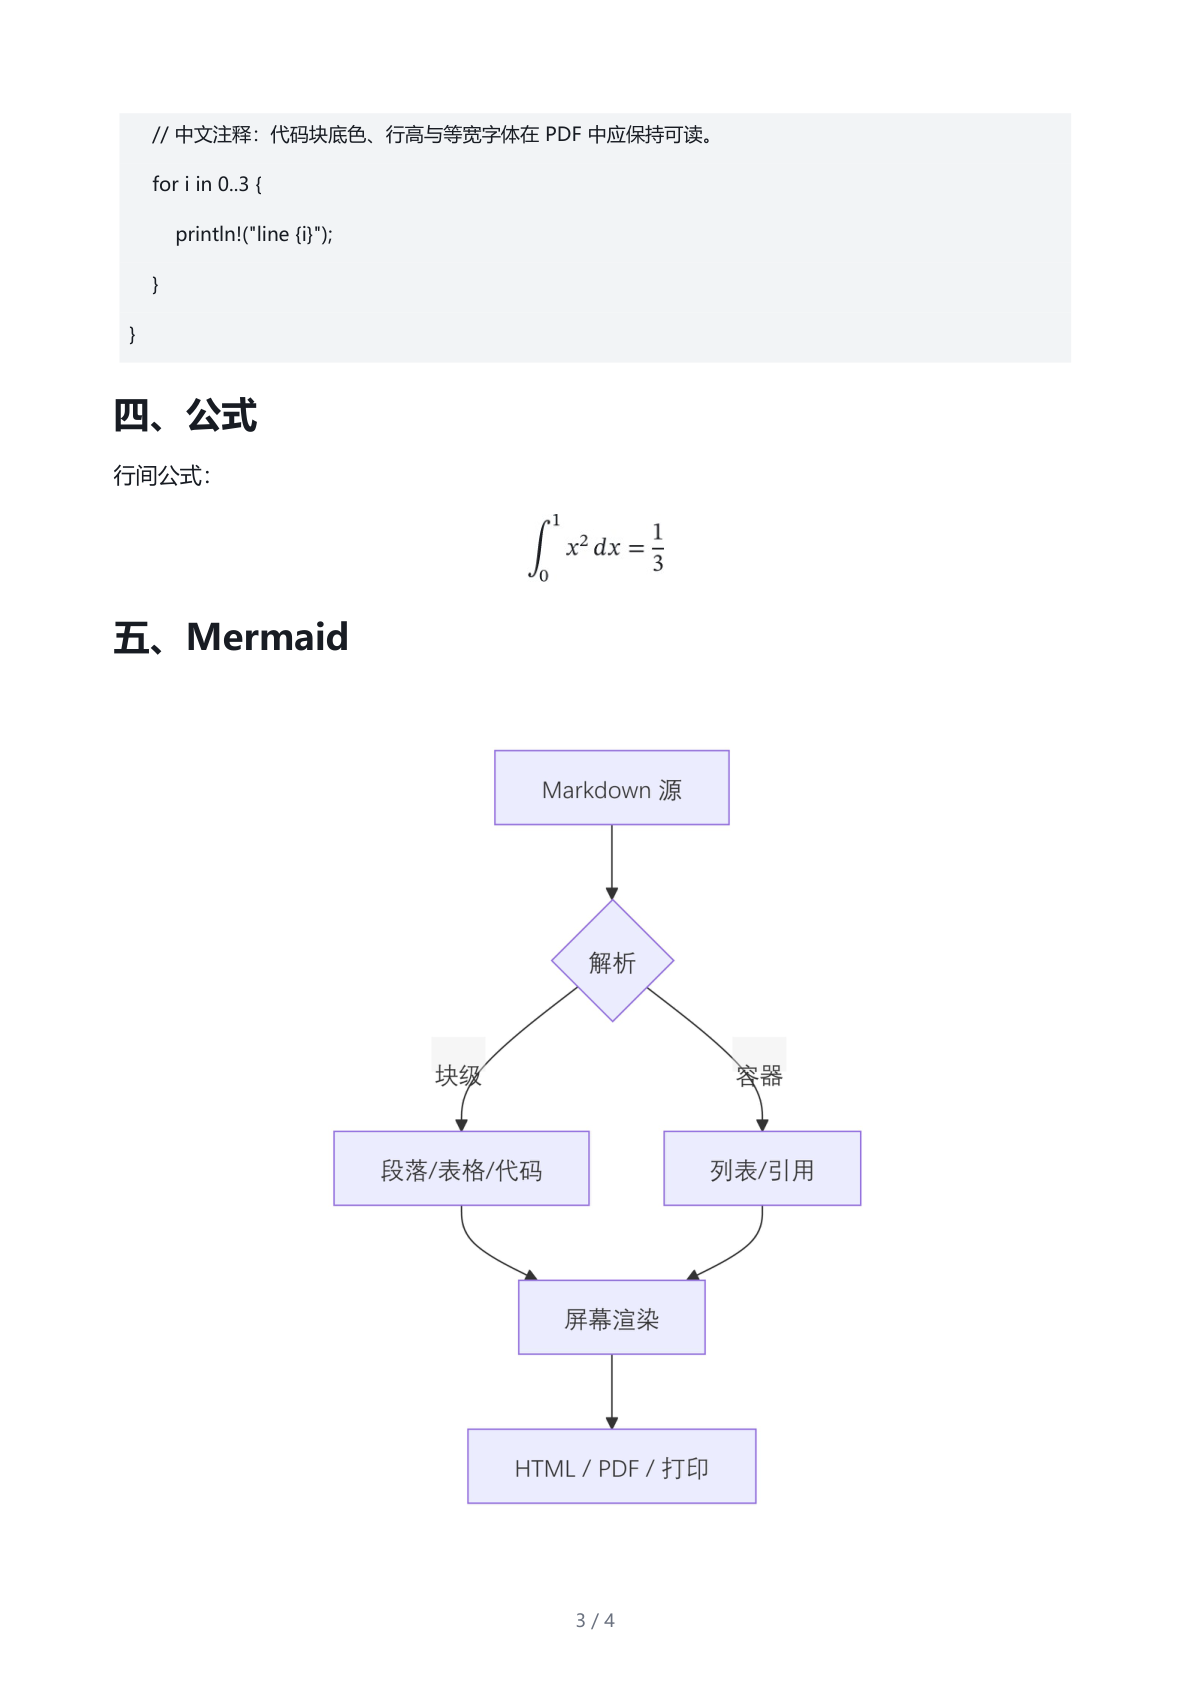 // 中文注释：代码块底色、行高与等宽字体在 PDF 中应保持可读。
for i in 0..3 {
println!("line {i}");
}
}
四、公式
行间公式：
∫₀¹ x² dx = 1/3
五、Mermaid
Markdown 源
解析
块级
容器
段落/表格/代码
列表/引用
屏幕渲染
HTML / PDF / 打印
3 / 4